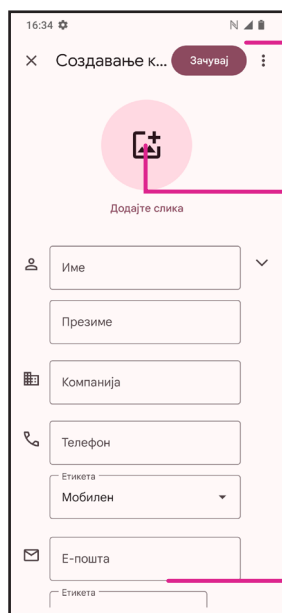 16:34
Создавање к... Зачувај
Додајте слика
Име
Презиме
Компанија
Телефон
Етикета
Мобилен
Е-пошта
Етикета